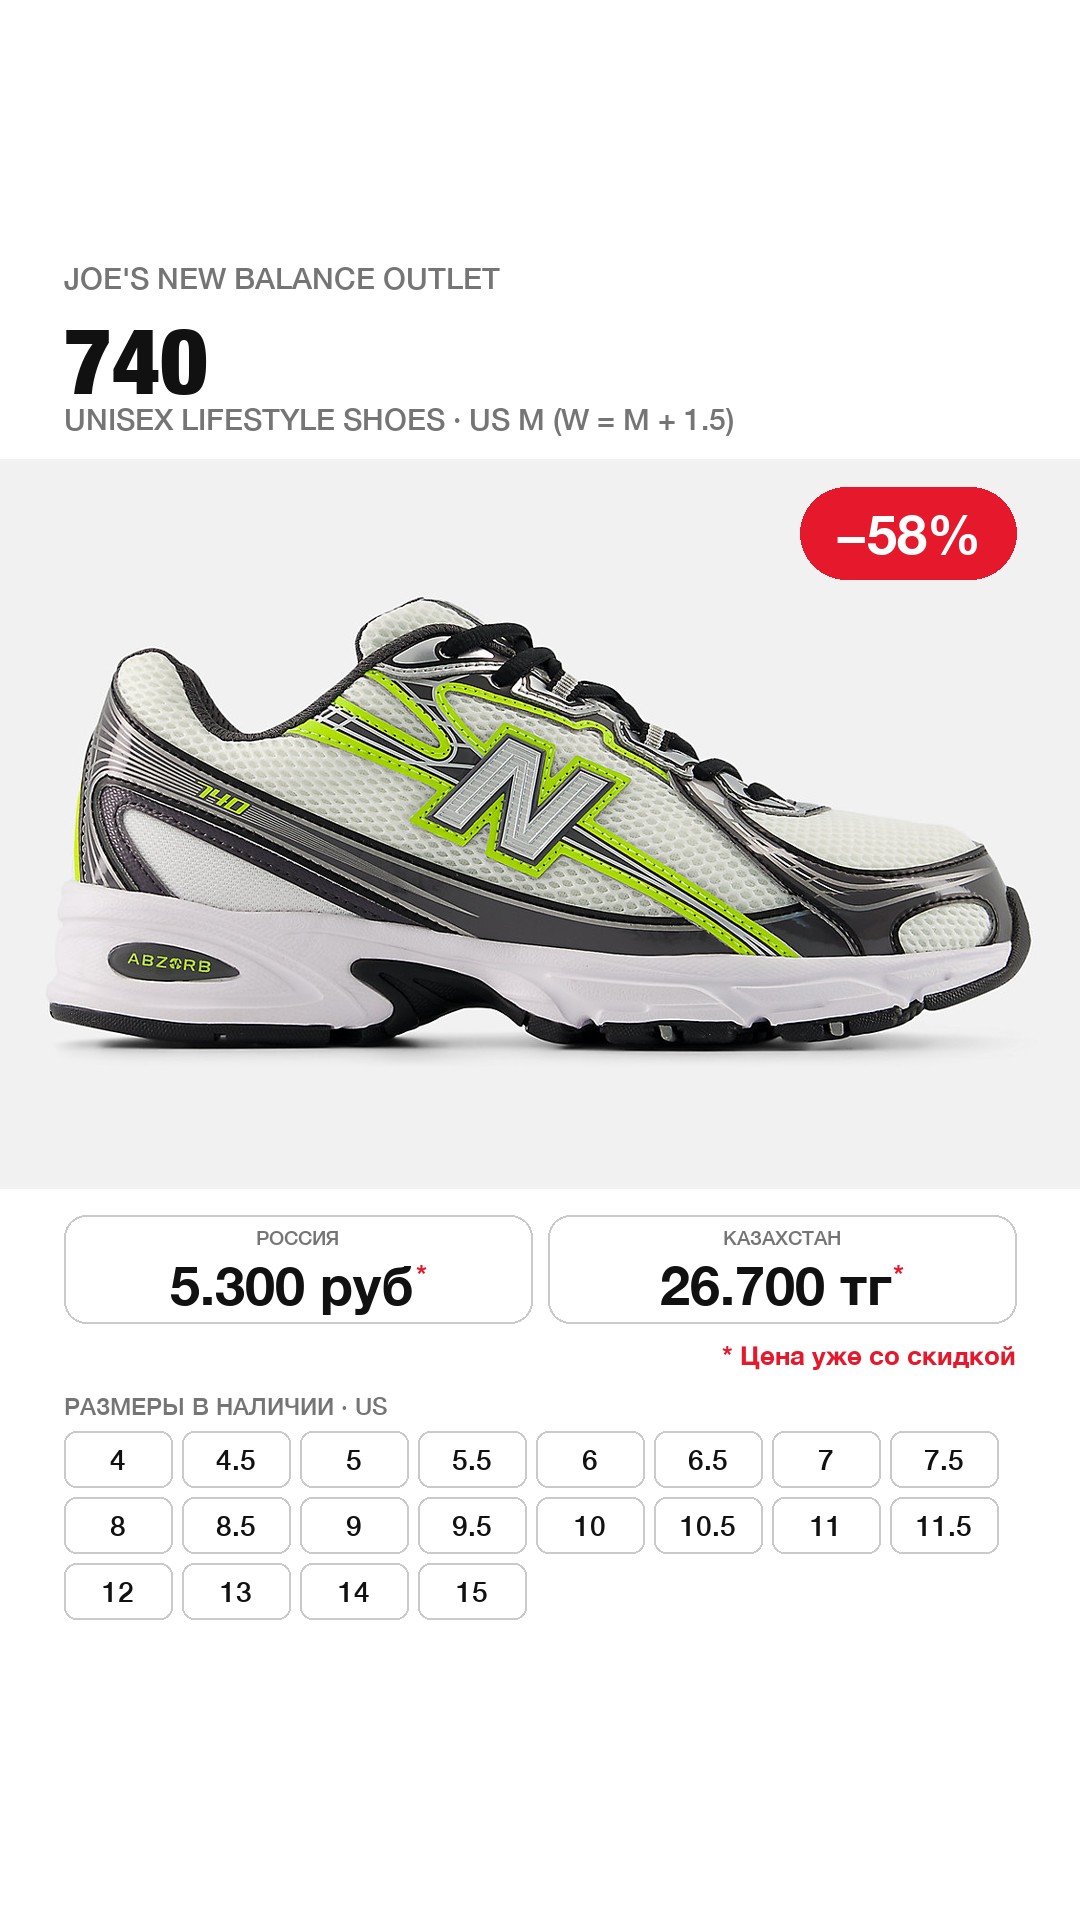 JOE'S NEW BALANCE OUTLET
740
UNISEX LIFESTYLE SHOES · US M (W = M + 1.5)
–58%
740
N
ABZORB
РОССИЯ
5.300 руб*
КАЗАХСТАН
26.700 тг*
* Цена уже со скидкой
РАЗМЕРЫ В НАЛИЧИИ · US
4 4.5 5 5.5 6 6.5 7 7.5
8 8.5 9 9.5 10 10.5 11 11.5
12 13 14 15